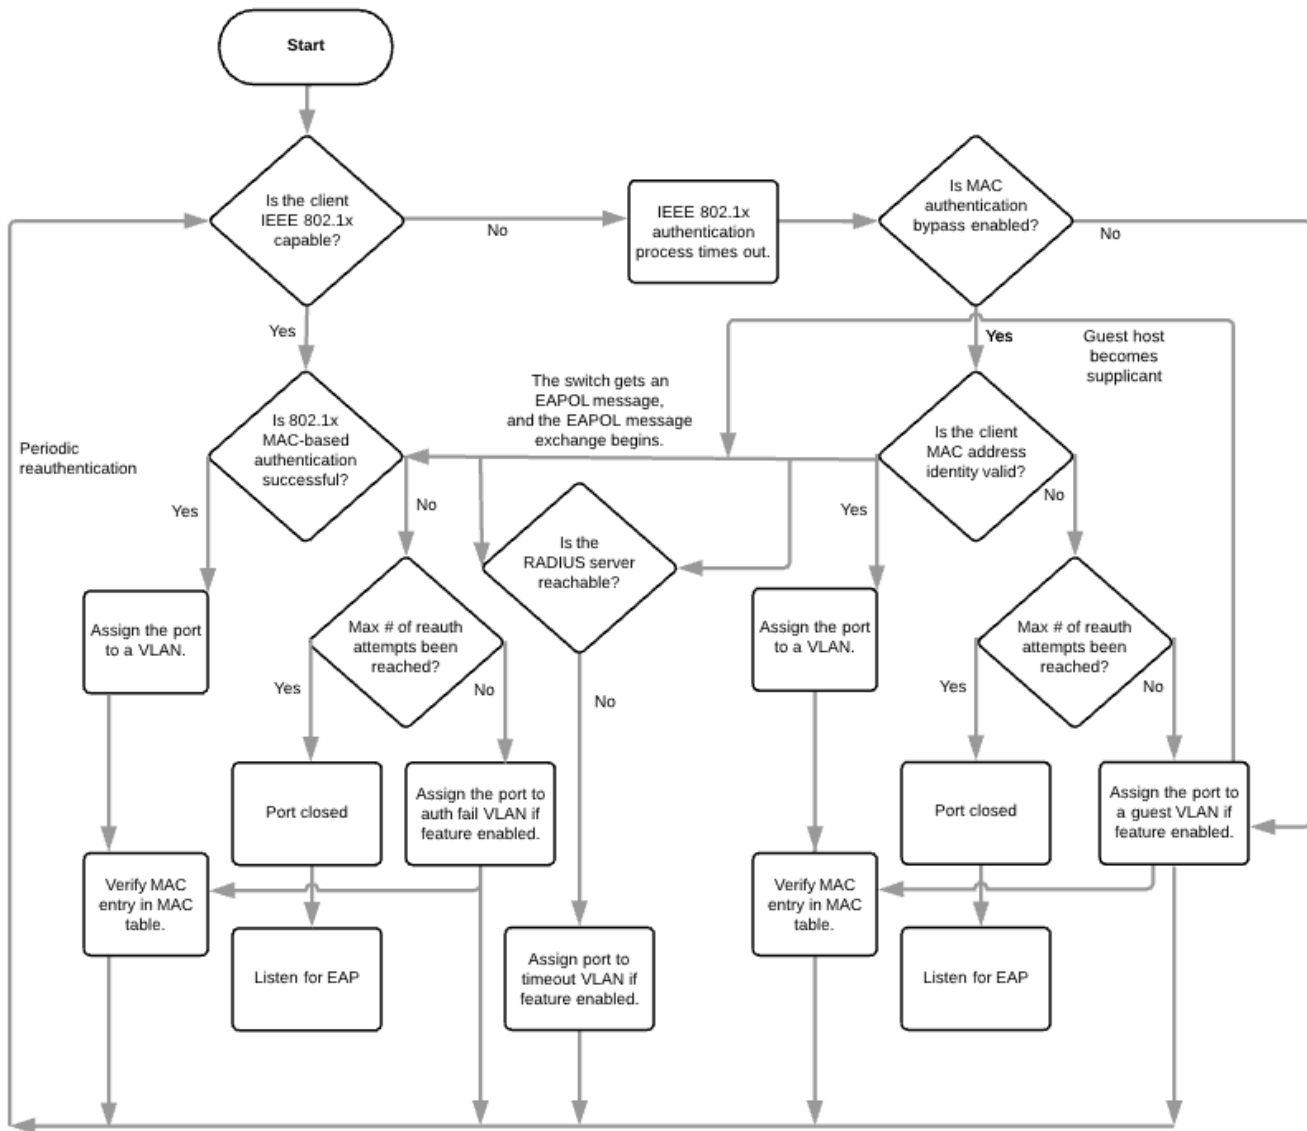 Start
Is the client
IEEE 802.1x
capable?
No
IEEE 802.1x
authentication
process times out.
Is MAC
authentication
bypass enabled?
No
Yes
Yes
Guest host
becomes
supplicant
The switch gets an
EAPOL message,
and the EAPOL message
exchange begins.
Periodic
reauthentication
Is 802.1x
MAC-based
authentication
successful?
Is the client
MAC address
identity valid?
Yes
No
Yes
No
Is the
RADIUS server
reachable?
Assign the port
to a VLAN.
Max # of reauth
attempts been
reached?
Assign the port
to a VLAN.
Max # of reauth
attempts been
reached?
Yes
No
No
Yes
No
Port closed
Assign the port to
auth fail VLAN if
feature enabled.
Port closed
Assign the port to
a guest VLAN if
feature enabled.
Verify MAC
entry in MAC
table.
Verify MAC
entry in MAC
table.
Listen for EAP
Assign port to
timeout VLAN if
feature enabled.
Listen for EAP